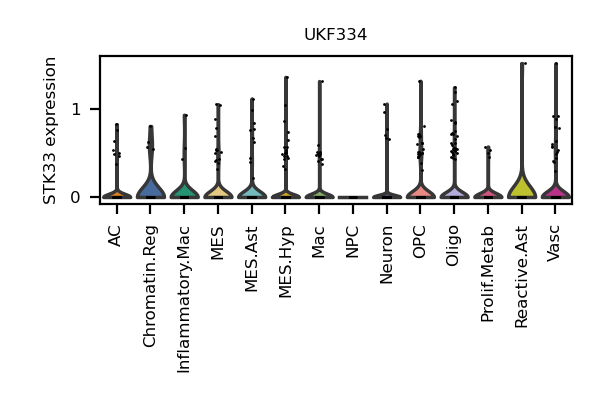 UKF334
STK33 expression
1
0
AC
Chromatin.Reg
Inflammatory.Mac
MES
MES.Ast
MES.Hyp
Mac
NPC
Neuron
OPC
Oligo
Prolif.Metab
Reactive.Ast
Vasc